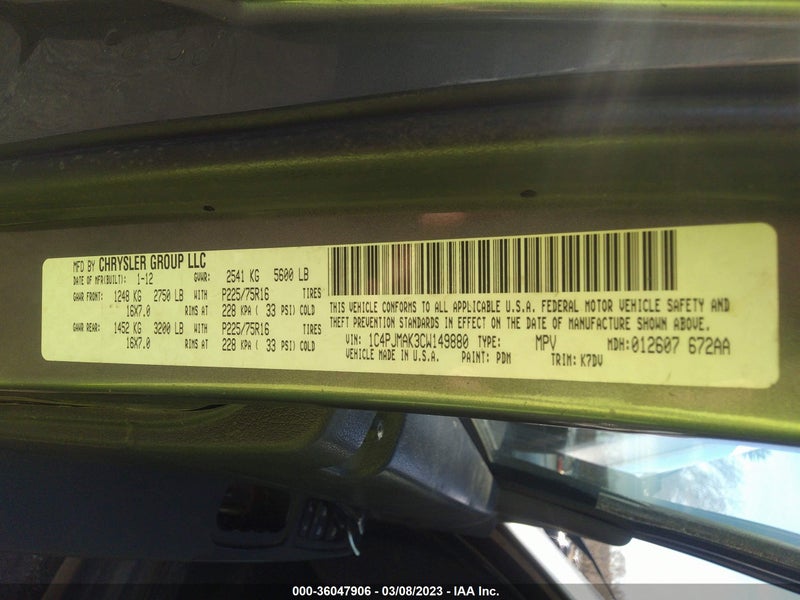 MFD BY CHRYSLER GROUP LLC
DATE OF MFR(BUILT): 1-12 GVWR: 2541 KG 5600 LB
GAWR FRONT: 1248 KG 2750 LB WITH P225/75R16 TIRES
16X7.0 RIMS AT 228 KPA ( 33 PSI) COLD
GAWR REAR: 1452 KG 3200 LB WITH P225/75R16 TIRES
16X7.0 RIMS AT 228 KPA ( 33 PSI) COLD
THIS VEHICLE CONFORMS TO ALL APPLICABLE U.S.A. FEDERAL MOTOR VEHICLE SAFETY AND
THEFT PREVENTION STANDARDS IN EFFECT ON THE DATE OF MANUFACTURE SHOWN ABOVE.
VIN: 1C4PJMAK3CW149880 TYPE: MPV MDH: 012607 672AA
VEHICLE MADE IN U.S.A. PAINT: PDM TRIM: K7DV
000-36047906 - 03/08/2023 - IAA Inc.